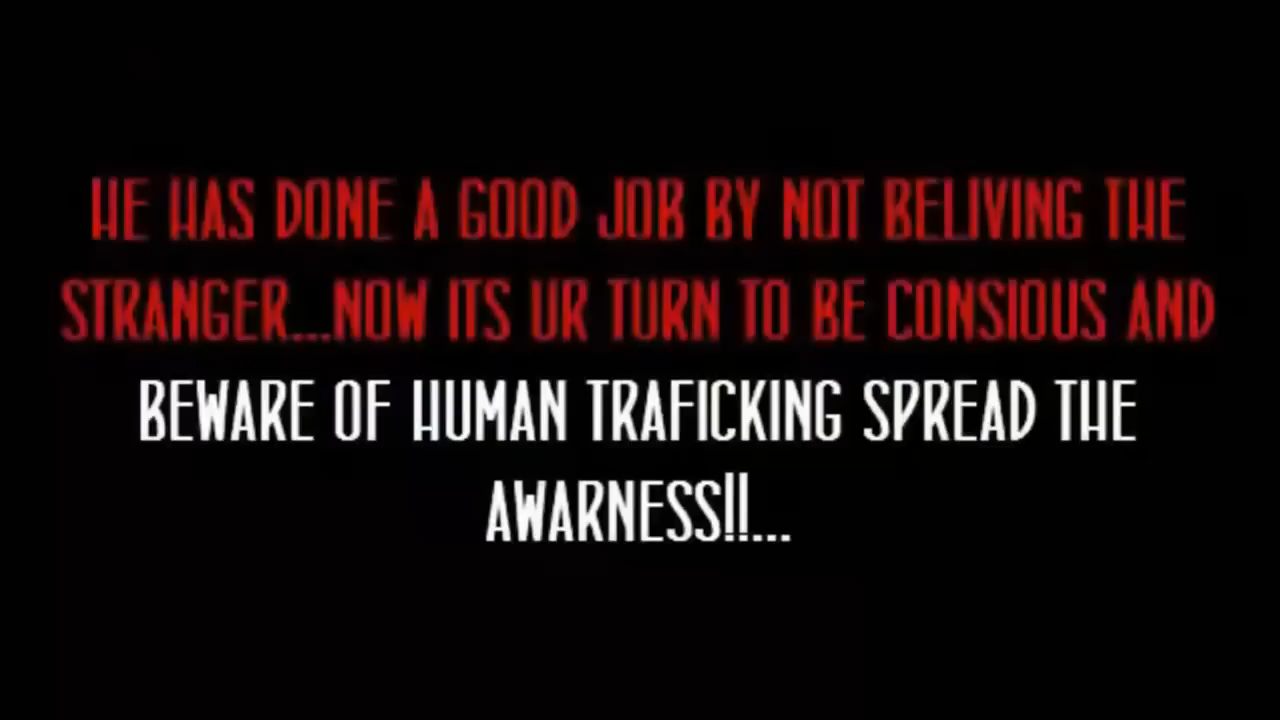 HE HAS DONE A GOOD JOB BY NOT BELIVING THE
STRANGER...NOW ITS UR TURN TO BE CONSIOUS AND
BEWARE OF HUMAN TRAFICKING SPREAD THE
AWARNESS!!...